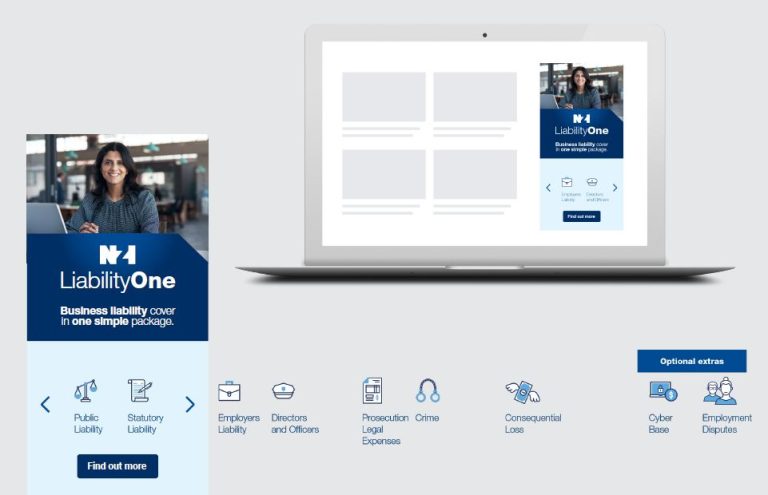 NZI
LiabilityOne
Business liability cover
in one simple package.
Employers
Liability
Directors
and Officers
Find out more
NZI
LiabilityOne
Business liability cover
in one simple package.
Public
Liability
Statutory
Liability
Find out more
Employers
Liability
Directors
and Officers
Prosecution
Legal
Expenses
Crime
Consequential
Loss
Optional extras
Cyber
Base
Employment
Disputes